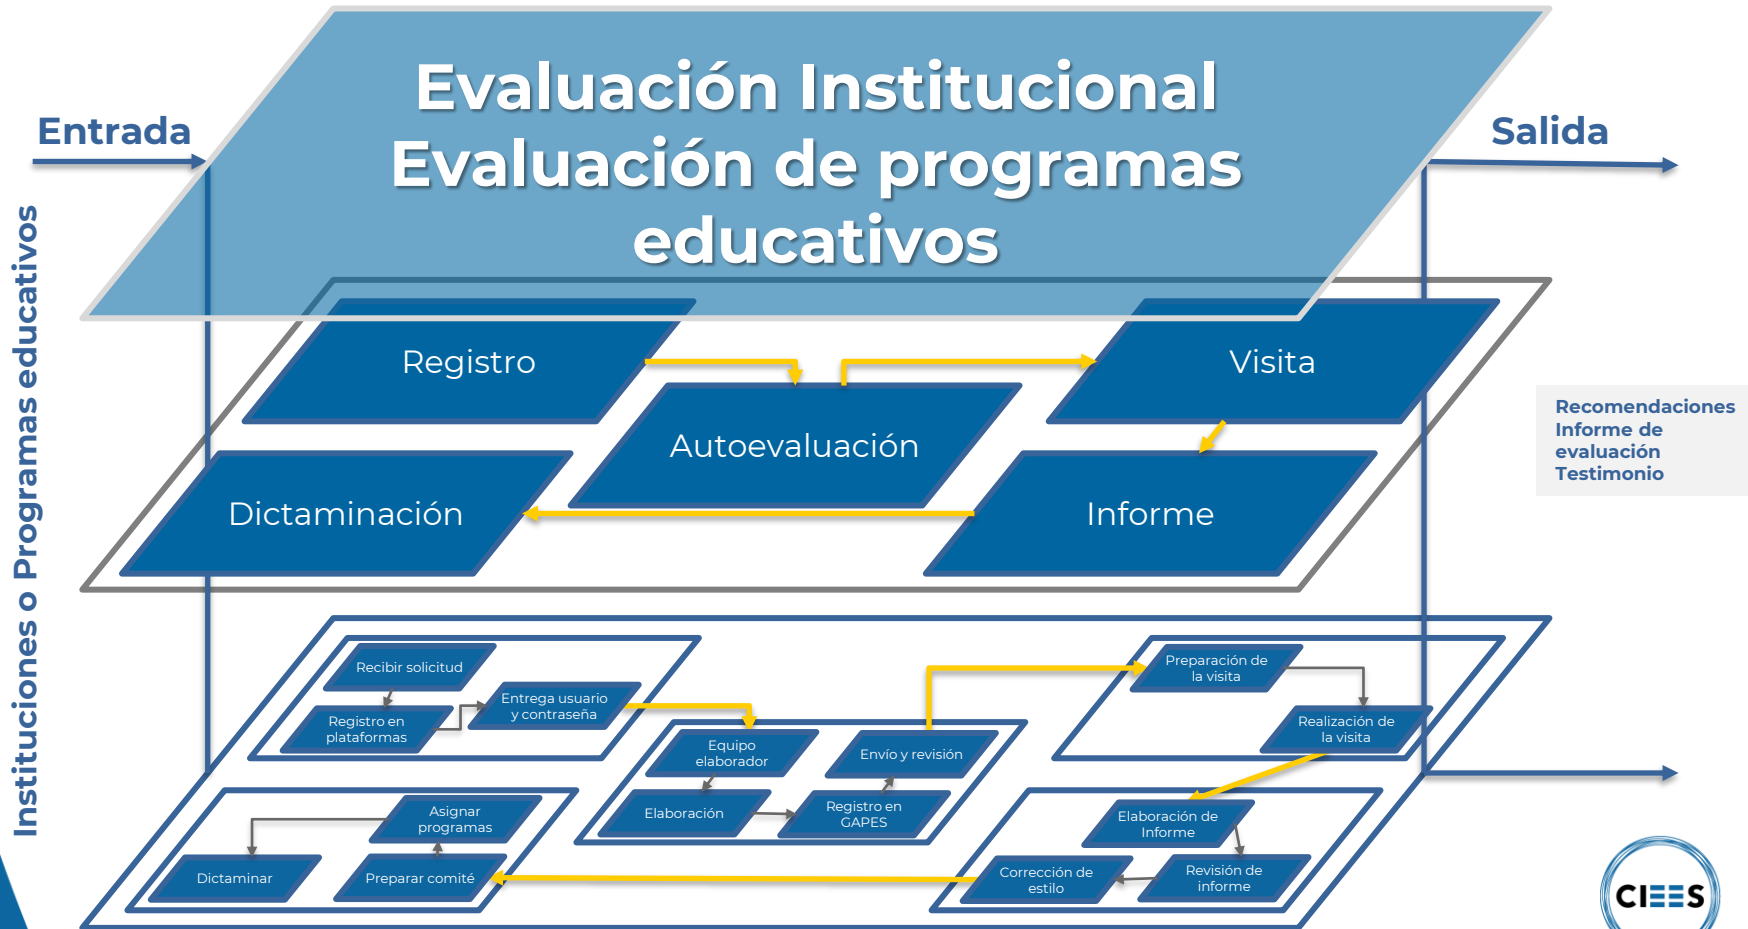 Evaluación Institucional
Evaluación de programas
educativos
Entrada
Salida
Instituciones o Programas educativos
Registro
Visita
Autoevaluación
Dictaminación
Informe
Recomendaciones
Informe de
evaluación
Testimonio
Recibir solicitud
Registro en
plataformas
Entrega usuario
y contraseña
Equipo
elaborador
Elaboración
Registro en
GAPES
Envío y revisión
Preparación de
la visita
Realización de
la visita
Elaboración de
Informe
Revisión de
informe
Corrección de
estilo
Preparar comité
Asignar
programas
Dictaminar
CIEES